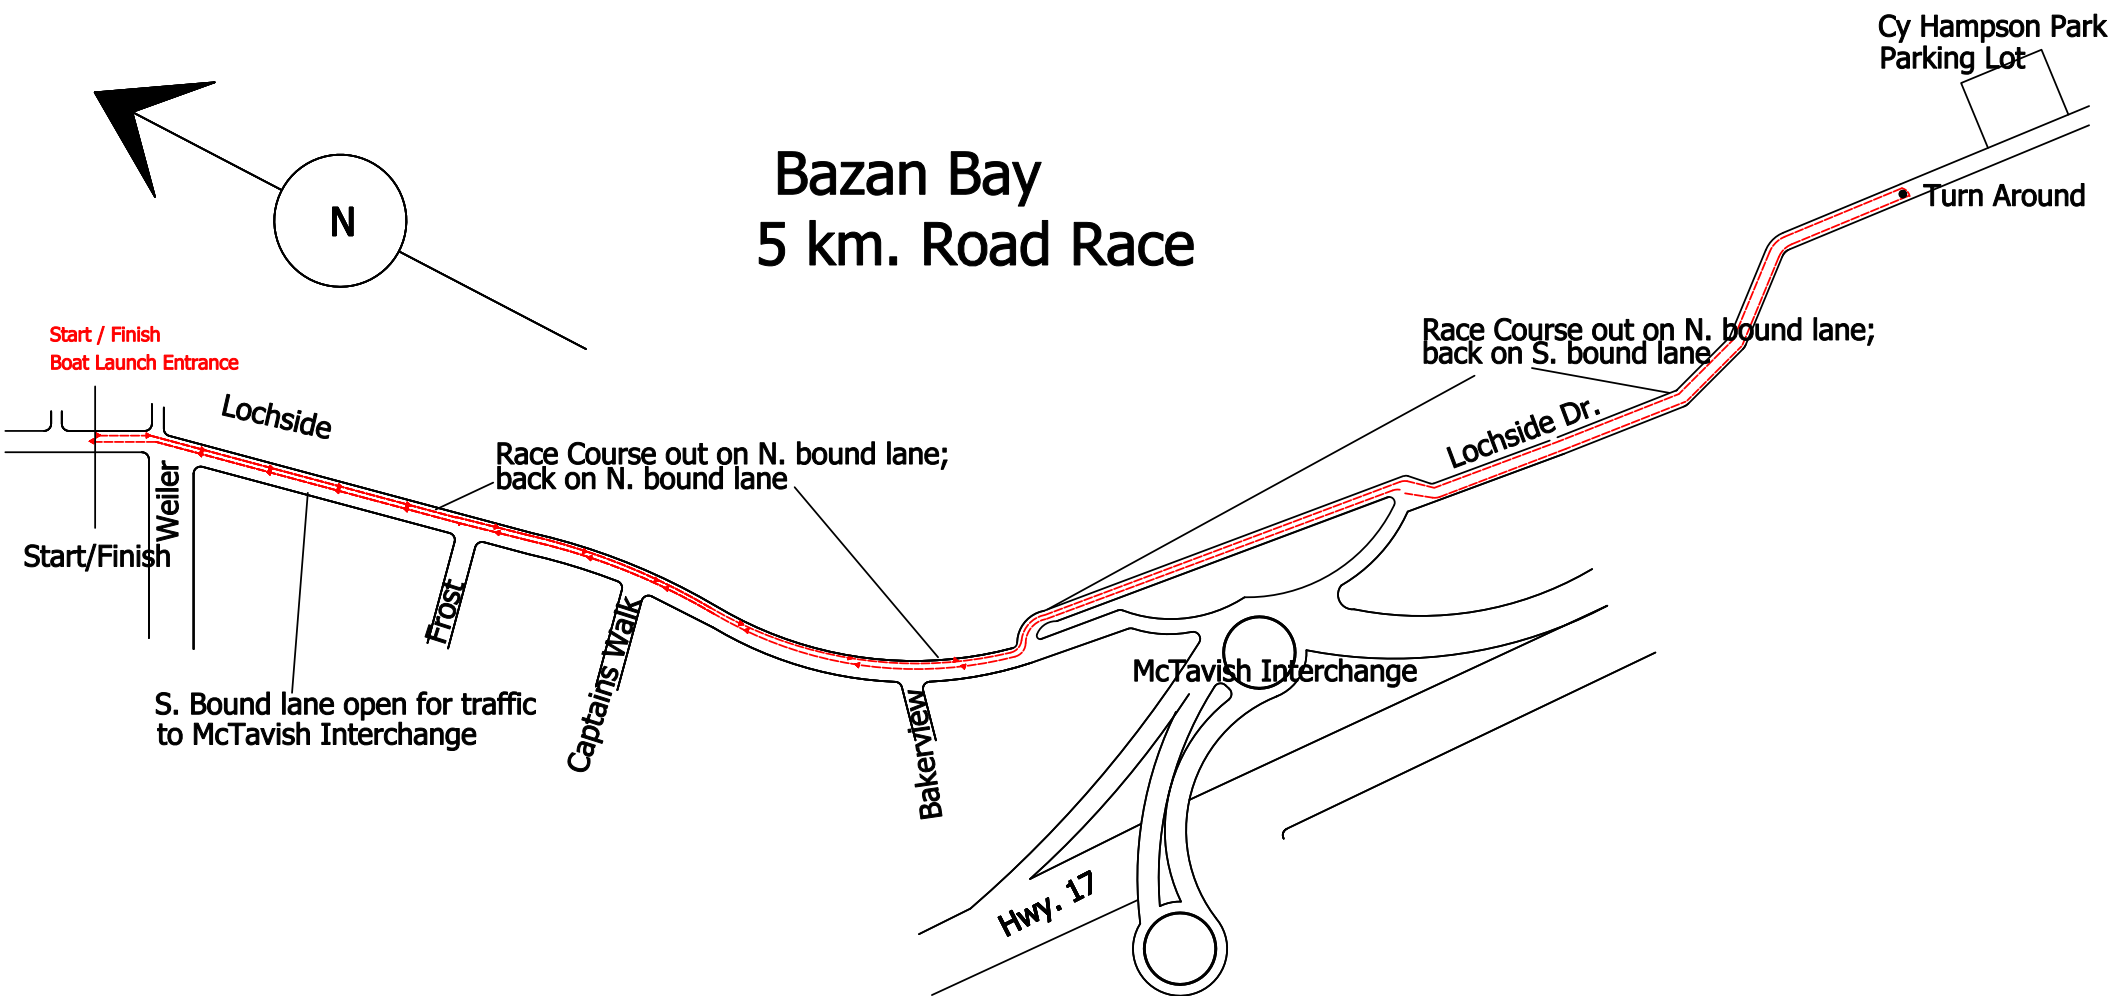 Cy Hampson Park
Parking Lot
Bazan Bay
5 km. Road Race
N
Turn Around
Start / Finish
Boat Launch Entrance
Race Course out on N. bound lane;
back on S. bound lane
Lochside
Lochside Dr.
Race Course out on N. bound lane;
back on N. bound lane
Weiler
Start/Finish
Frost
Captains Walk
McTavish Interchange
S. Bound lane open for traffic
to McTavish Interchange
Bakerview
Hwy. 17